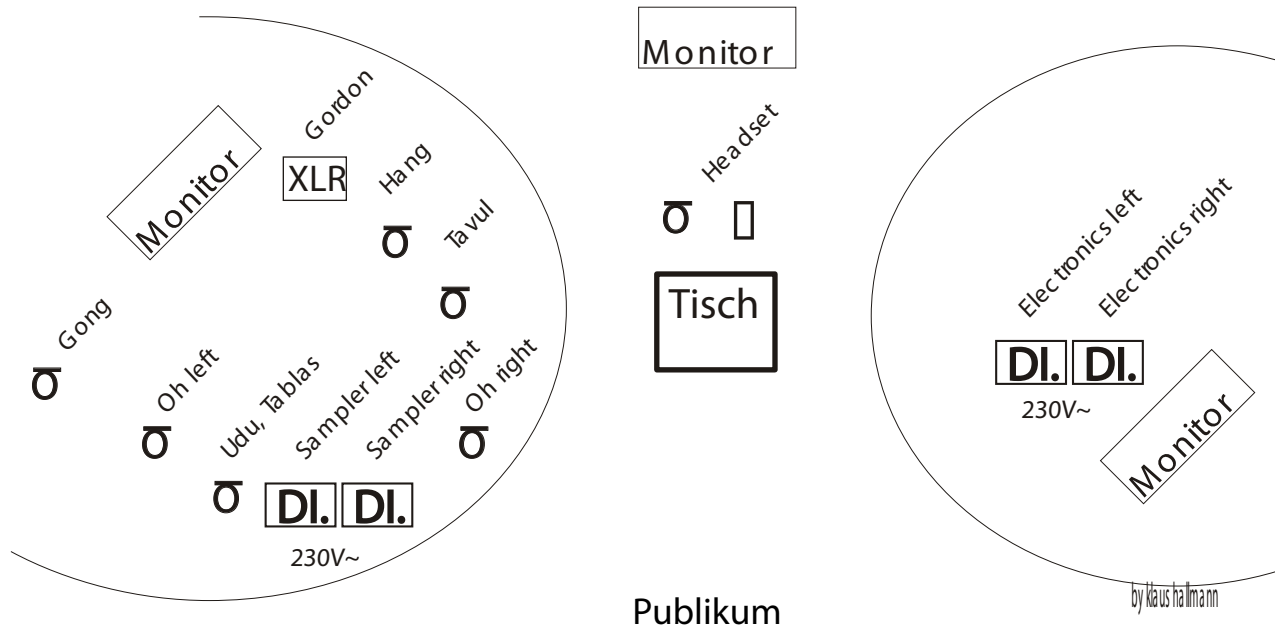 Monitor
Gordon
XLR
Hang
Tavul
Monitor
Gong
Oh left
Udu, Tablas
Sampler left
Sampler right
Oh right
DI.
DI.
230V~
Headset
Tisch
Electronics left
Electronics right
DI.
DI.
230V~
Monitor
by klaus hallmann
Publikum